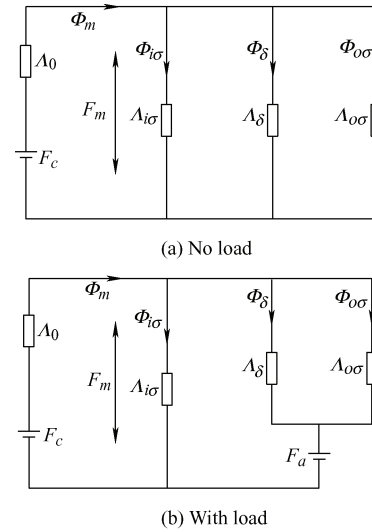 Φm
Λ0
Fm
Φiσ
Φδ
Φoσ
Λiσ
Λδ
Λoσ
Fc
(a) No load
Φm
Φiσ
Φδ
Φoσ
Λ0
Fm
Λiσ
Λδ
Λoσ
Fc
Fa
(b) With load